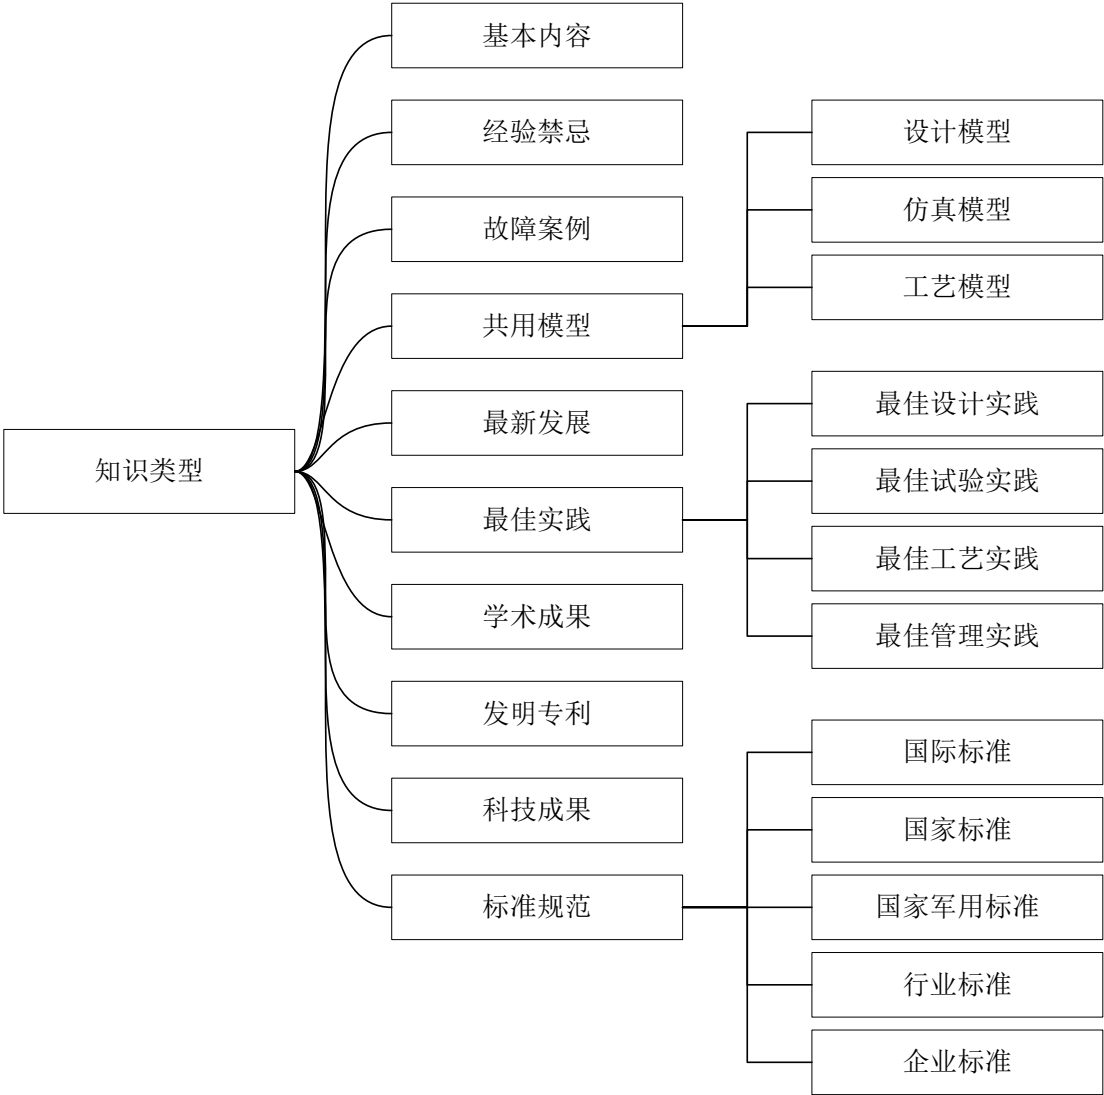 知识类型
基本内容
经验禁忌
故障案例
共用模型
设计模型
仿真模型
工艺模型
最新发展
最佳实践
最佳设计实践
最佳试验实践
最佳工艺实践
最佳管理实践
学术成果
发明专利
科技成果
标准规范
国际标准
国家标准
国家军用标准
行业标准
企业标准